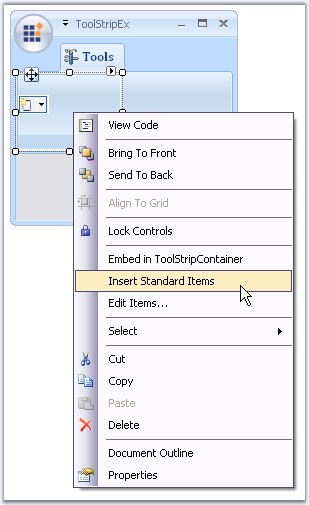 ToolStripEx
Tools
View Code
Bring To Front
Send To Back
Align To Grid
Lock Controls
Embed in ToolStripContainer
Insert Standard Items
Edit Items...
Select
Cut
Copy
Paste
Delete
Document Outline
Properties